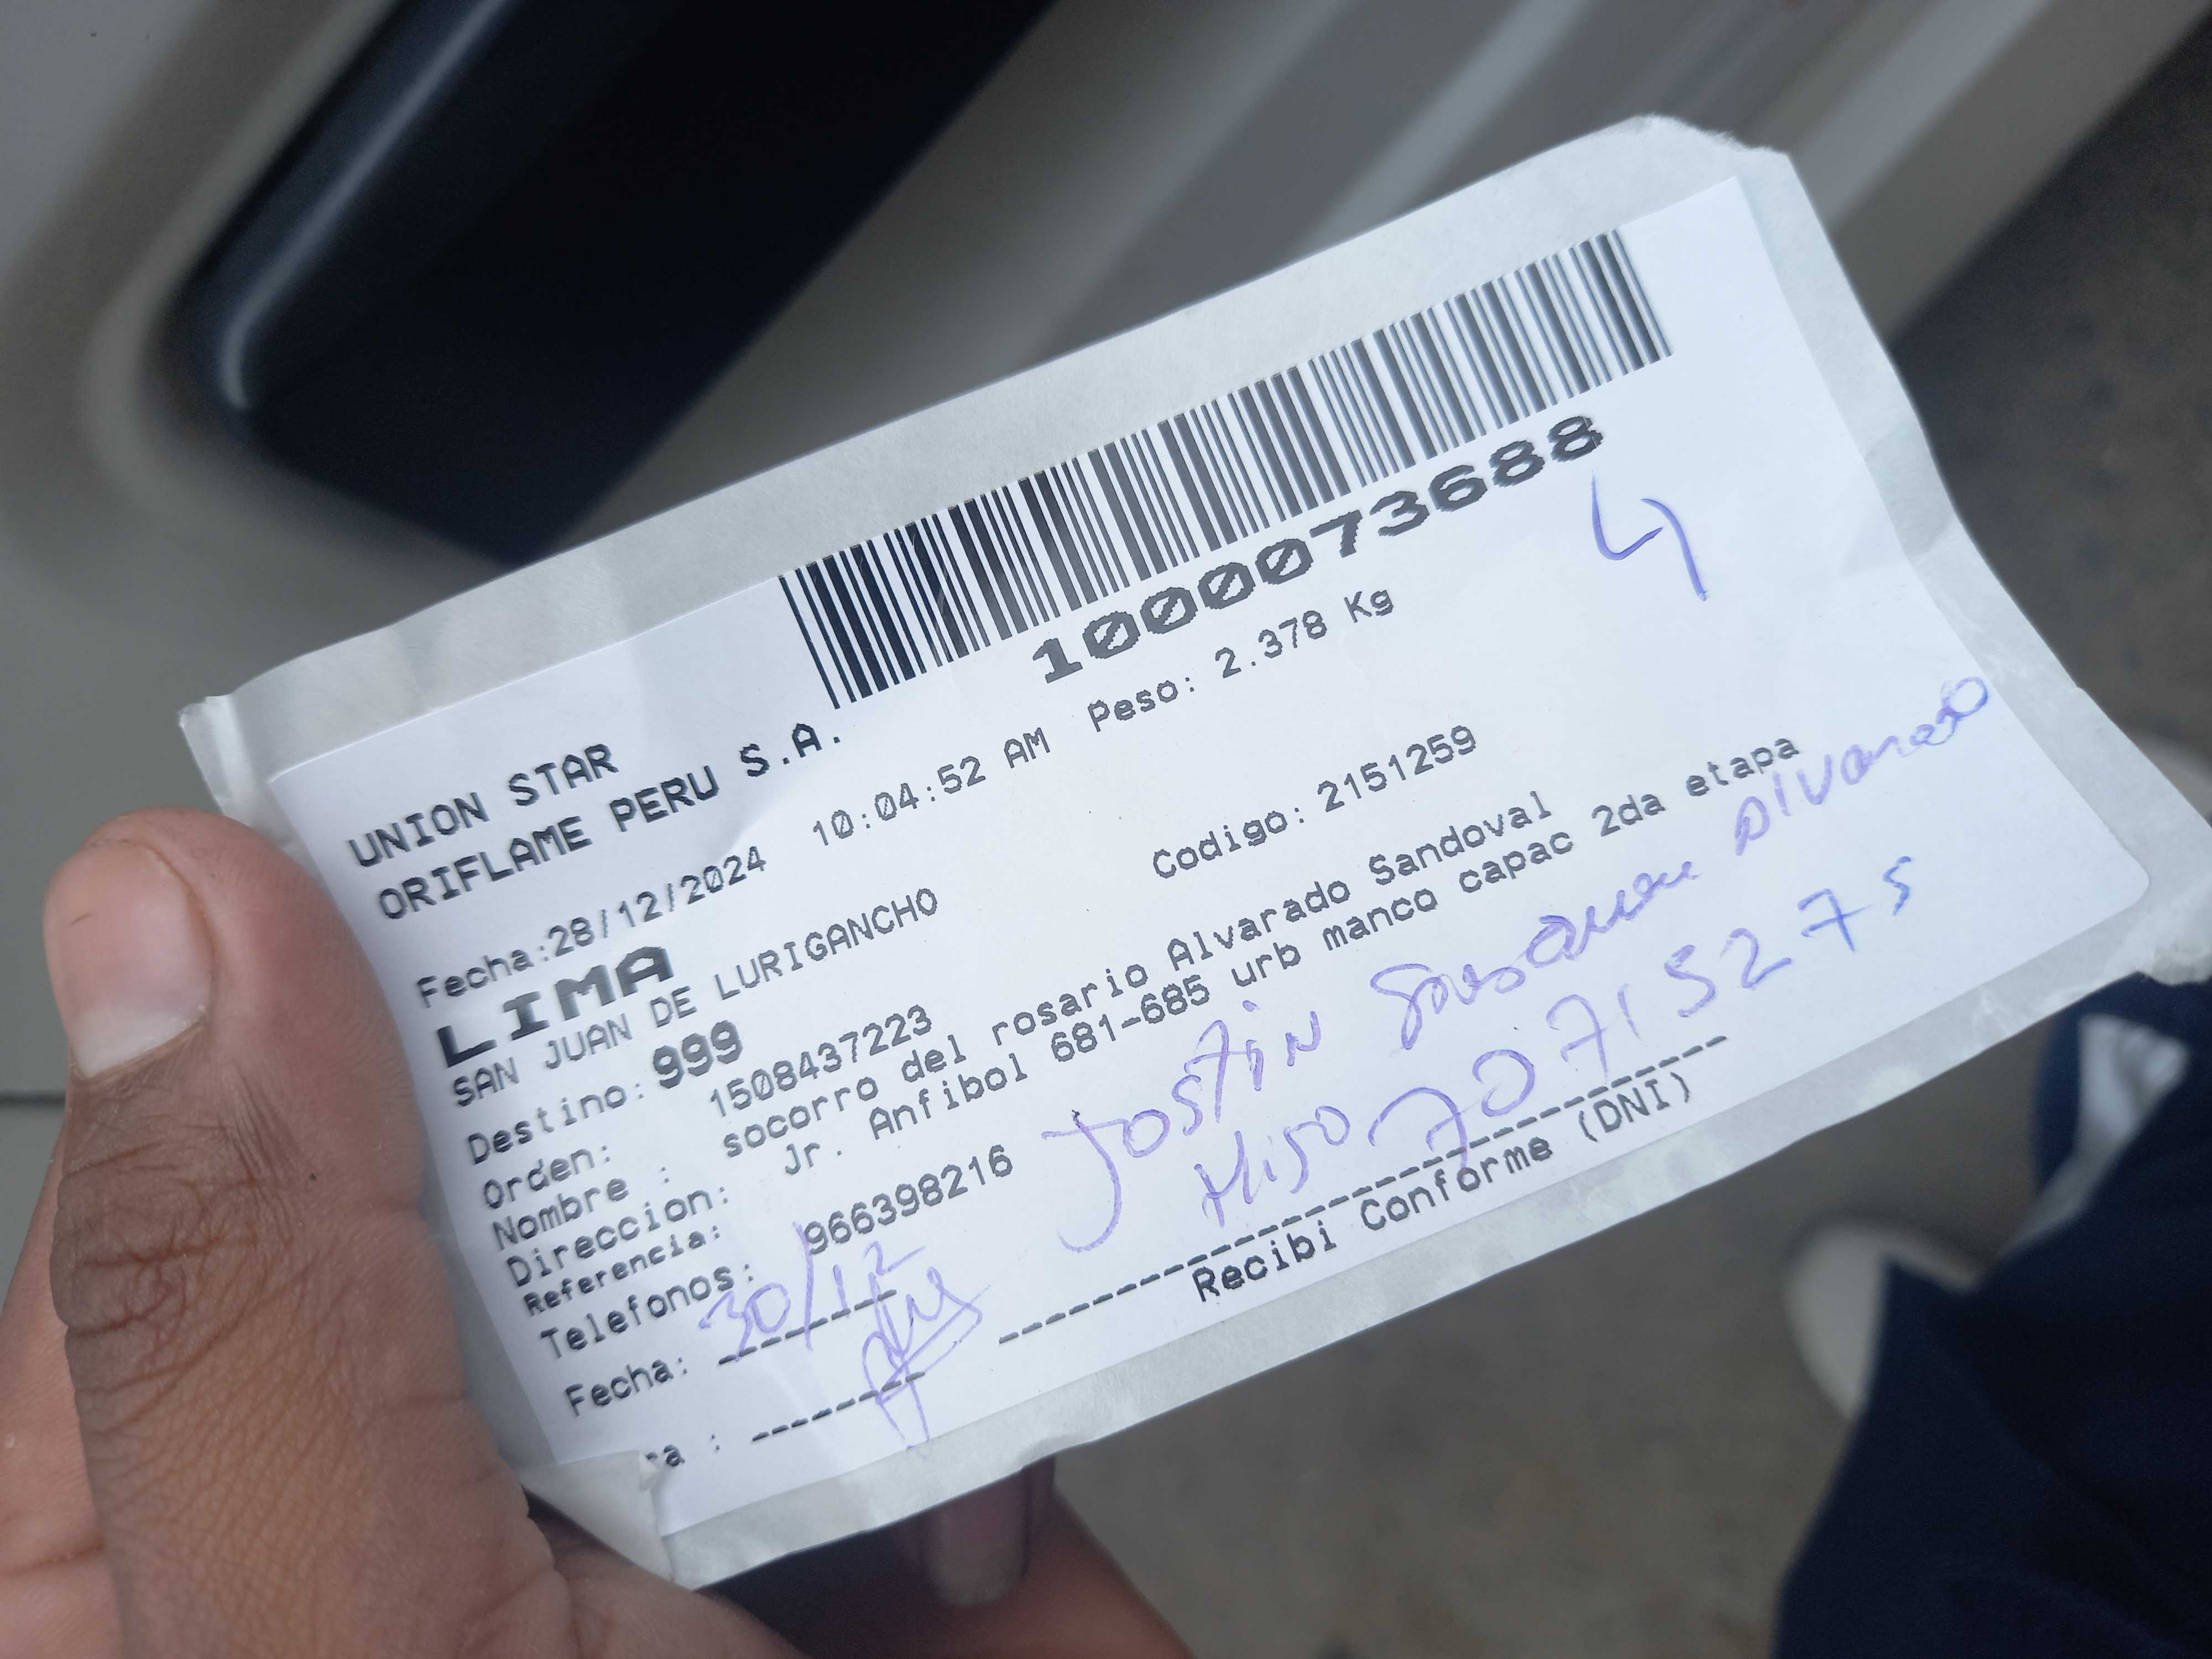 1000073688
4
UNION STAR
ORIFLAME PERU S.A.
Fecha:28/12/2024 10:04:52 AM Peso: 2.378 Kg
LIMA
SAN JUAN DE LURIGANCHO Codigo: 2151259
Destino: 999
Orden: 1508437223
Nombre : socorro del rosario Alvarado Sandoval
Direccion: Jr. Anfibol 681-685 urb manco capac 2da etapa
Referencia:
Telefonos: 966398216
Jostin Alvarado
Hijo 70715275
Fecha: 30/12
ra :
Recibi Conforme (DNI)